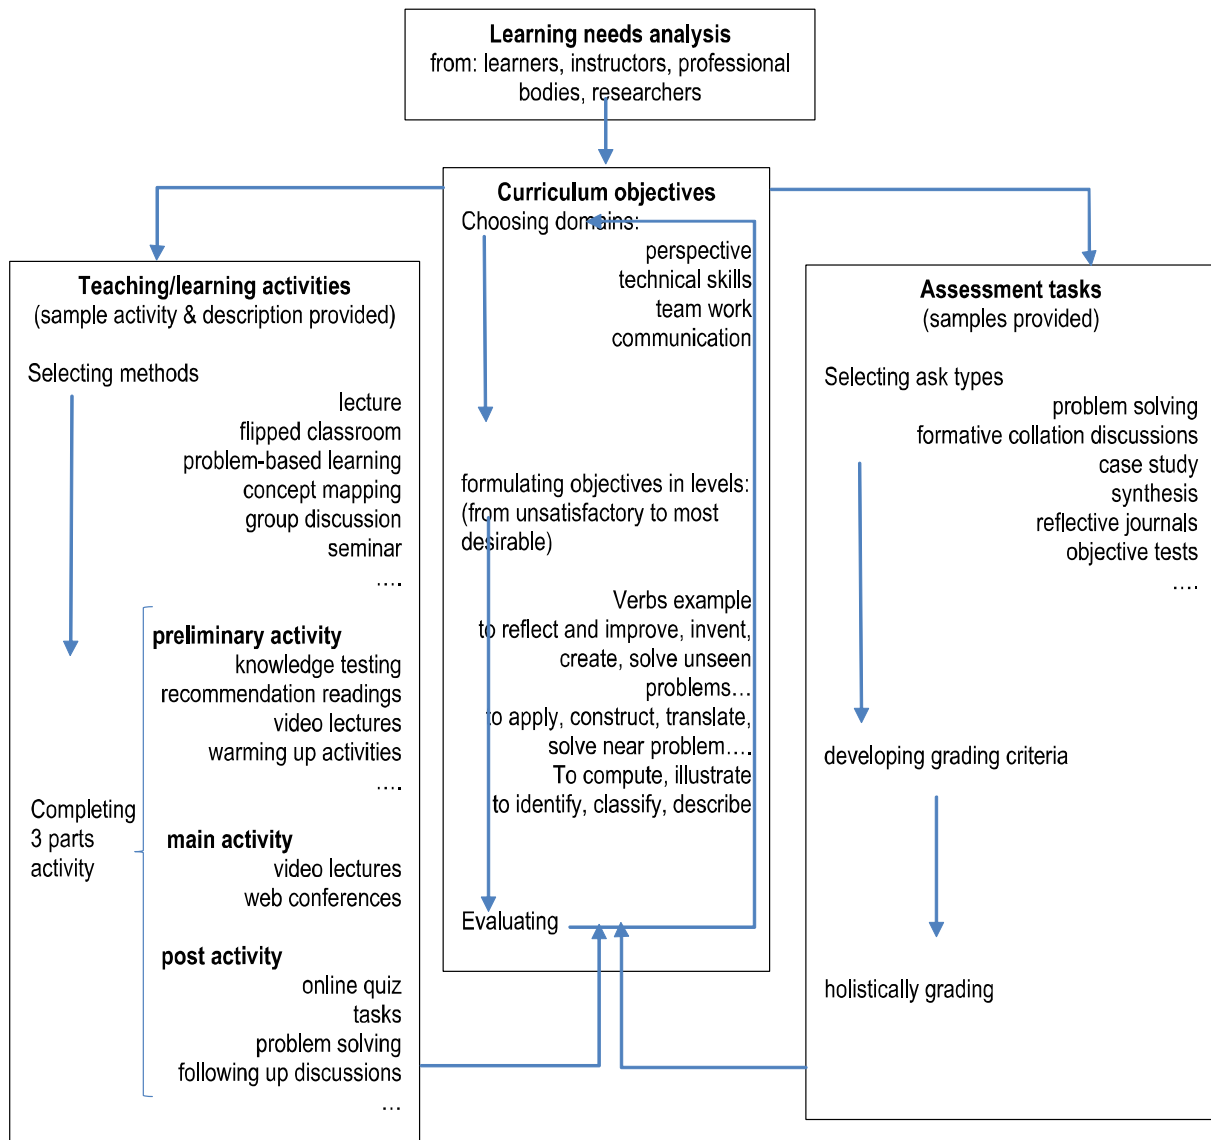 Learning needs analysis
from: learners, instructors, professional
bodies, researchers
Curriculum objectives
Choosing domains:
perspective
technical skills
team work
communication
formulating objectives in levels:
(from unsatisfactory to most
desirable)
Verbs example
to reflect and improve, invent,
create, solve unseen
problems…
to apply, construct, translate,
solve near problem….
To compute, illustrate
to identify, classify, describe
Evaluating
Teaching/learning activities
(sample activity & description provided)
Selecting methods
lecture
flipped classroom
problem-based learning
concept mapping
group discussion
seminar
….
preliminary activity
knowledge testing
recommendation readings
video lectures
warming up activities
….
Completing
3 parts
activity
main activity
video lectures
web conferences
post activity
online quiz
tasks
problem solving
following up discussions
…
Assessment tasks
(samples provided)
Selecting ask types
problem solving
formative collation discussions
case study
synthesis
reflective journals
objective tests
….
developing grading criteria
holistically grading